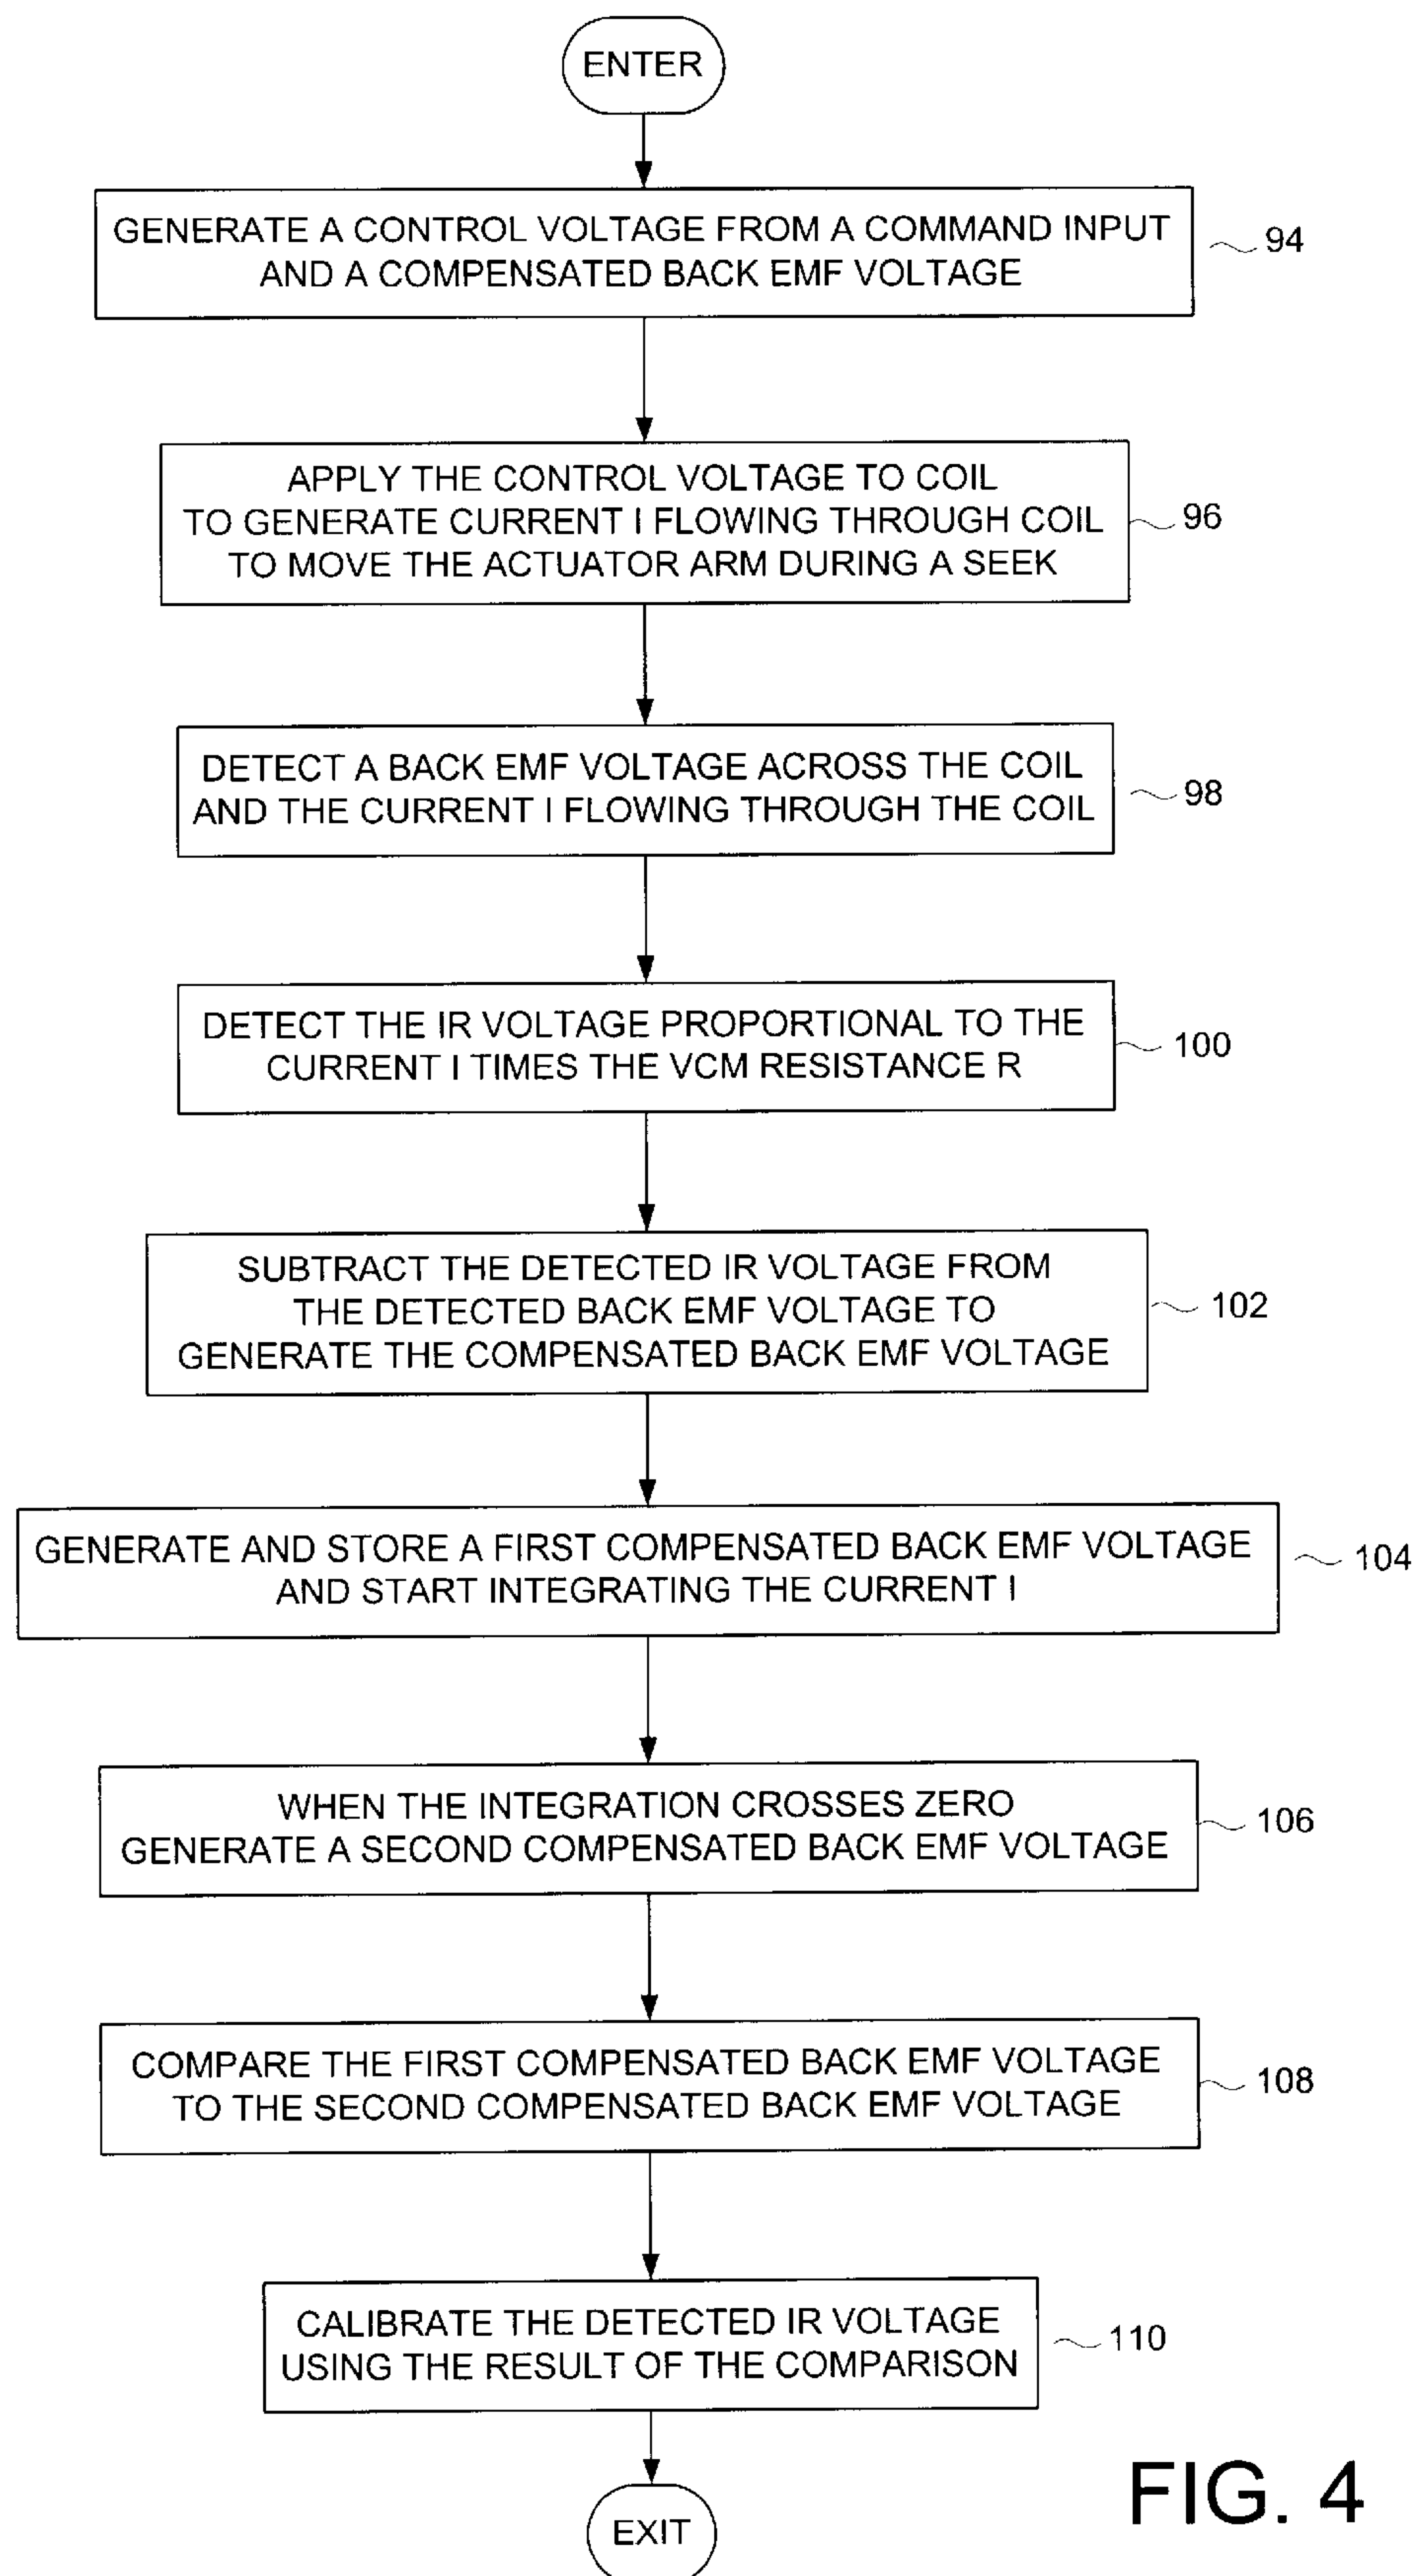 ENTER
GENERATE A CONTROL VOLTAGE FROM A COMMAND INPUT
AND A COMPENSATED BACK EMF VOLTAGE
94
APPLY THE CONTROL VOLTAGE TO COIL
TO GENERATE CURRENT I FLOWING THROUGH COIL
TO MOVE THE ACTUATOR ARM DURING A SEEK
96
DETECT A BACK EMF VOLTAGE ACROSS THE COIL
AND THE CURRENT I FLOWING THROUGH THE COIL
98
DETECT THE IR VOLTAGE PROPORTIONAL TO THE
CURRENT I TIMES THE VCM RESISTANCE R
100
SUBTRACT THE DETECTED IR VOLTAGE FROM
THE DETECTED BACK EMF VOLTAGE TO
GENERATE THE COMPENSATED BACK EMF VOLTAGE
102
GENERATE AND STORE A FIRST COMPENSATED BACK EMF VOLTAGE
AND START INTEGRATING THE CURRENT I
104
WHEN THE INTEGRATION CROSSES ZERO
GENERATE A SECOND COMPENSATED BACK EMF VOLTAGE
106
COMPARE THE FIRST COMPENSATED BACK EMF VOLTAGE
TO THE SECOND COMPENSATED BACK EMF VOLTAGE
108
CALIBRATE THE DETECTED IR VOLTAGE
USING THE RESULT OF THE COMPARISON
110
EXIT
FIG. 4